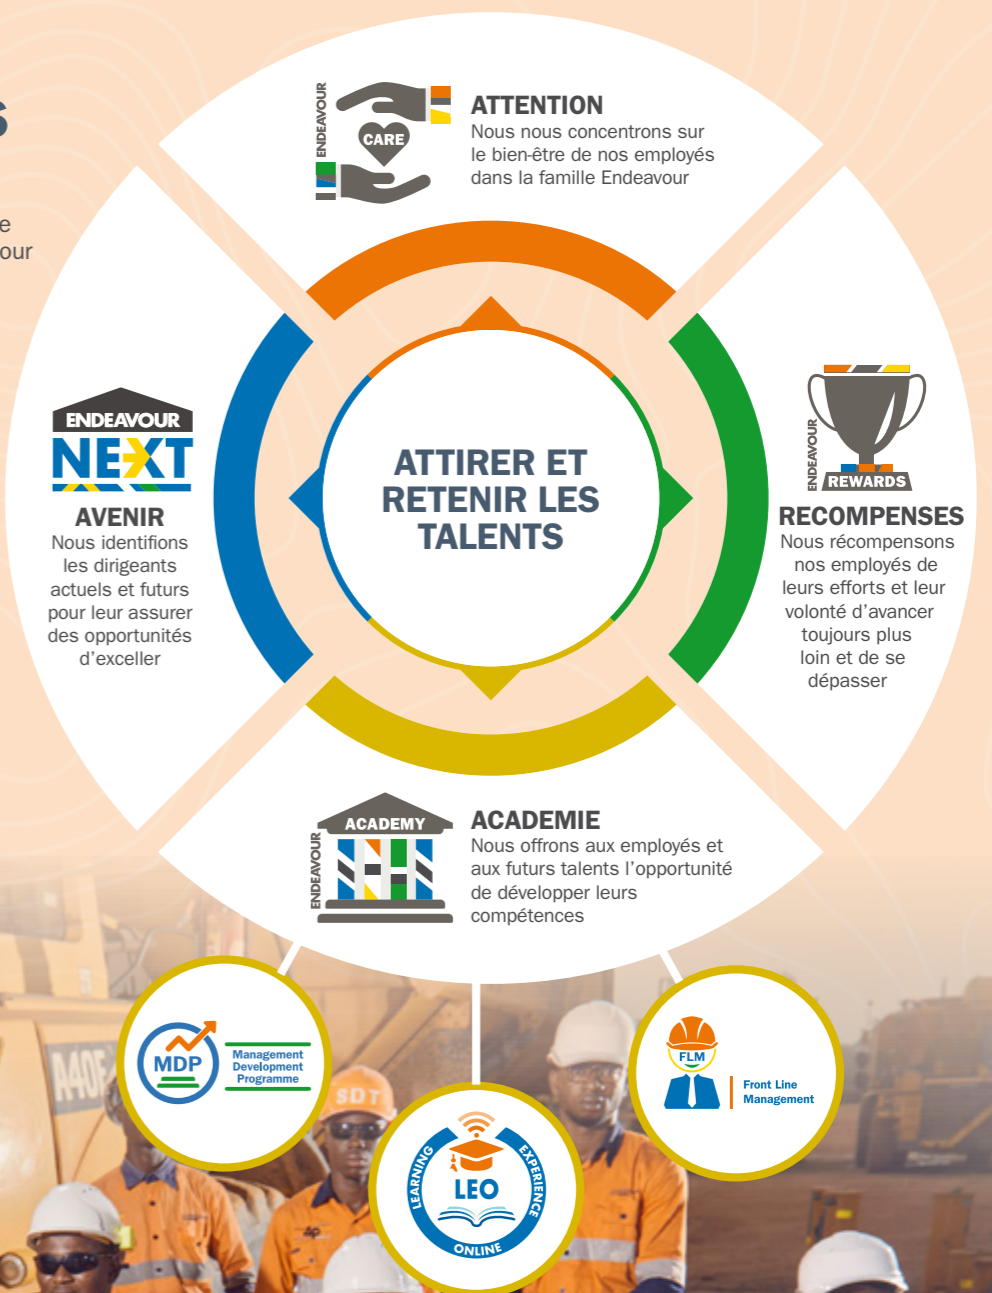 S
e
our
ENDEAVOUR
CARE
ATTENTION
Nous nous concentrons sur
le bien-être de nos employés
dans la famille Endeavour
ENDEAVOUR
NEXT
AVENIR
Nous identifions
les dirigeants
actuels et futurs
pour leur assurer
des opportunités
d'exceller
ATTIRER ET
RETENIR LES
TALENTS
ENDEAVOUR
REWARDS
RECOMPENSES
Nous récompensons
nos employés de
leurs efforts et leur
volonté d'avancer
toujours plus
loin et de se
dépasser
ENDEAVOUR
ACADEMY
ACADEMIE
Nous offrons aux employés et
aux futurs talents l'opportunité
de développer leurs
compétences
MDP
Management
Development
Programme
LEARNING
EXPERIENCE
LEO
ONLINE
FLM
Front Line
Management
A40F
SDT